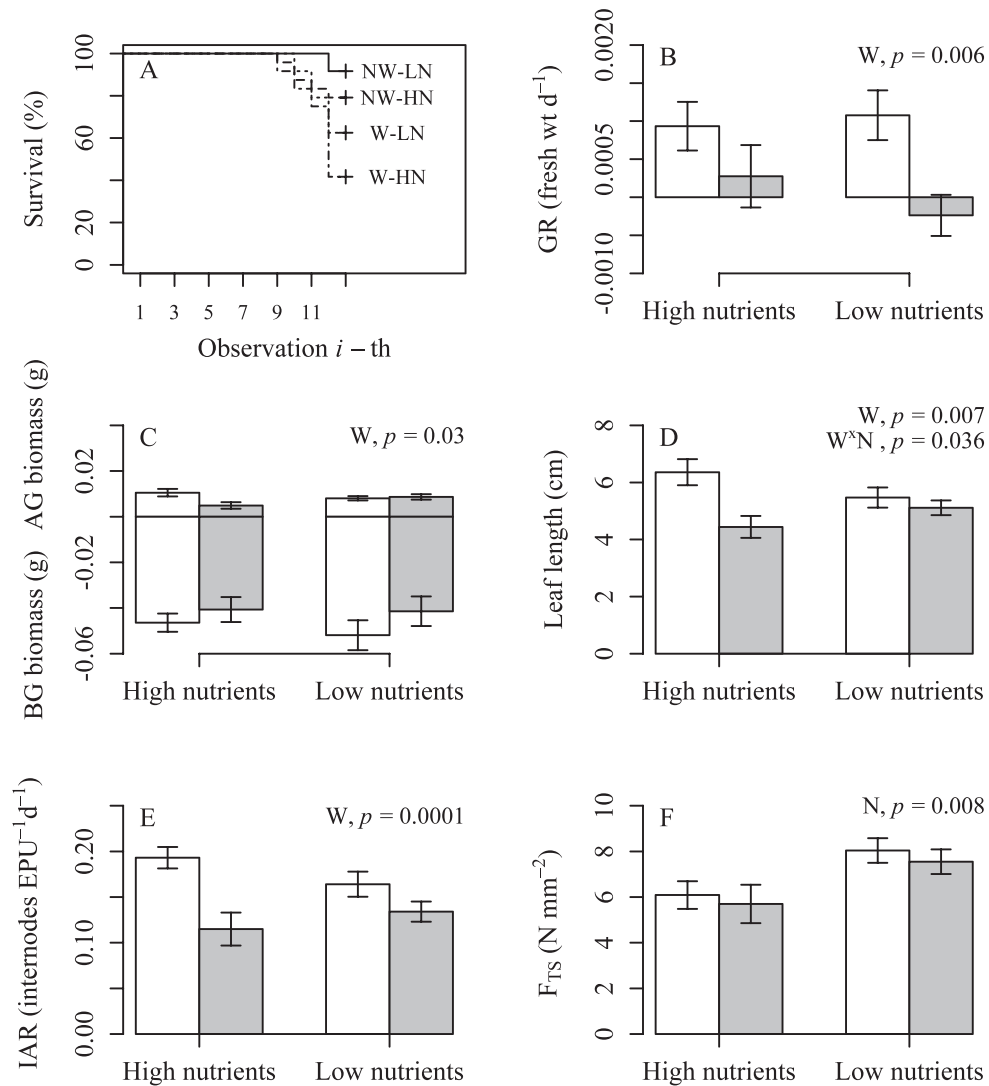 Survival (%)
100
60
20
0
A
NW-LN
NW-HN
W-LN
W-HN
1 3 5 7 9 11
Observation i – th
GR (fresh wt d⁻¹)
0.0020
0.0005
-0.0010
B
W, p = 0.006
High nutrients
Low nutrients
BG biomass (g) AG biomass (g)
0.02
-0.02
-0.06
C
W, p = 0.03
High nutrients
Low nutrients
Leaf length (cm)
8
6
4
2
0
D
W, p = 0.007
WˣN , p = 0.036
High nutrients
Low nutrients
IAR (internodes EPU⁻¹d⁻¹)
0.20
0.10
0.00
E
W, p = 0.0001
High nutrients
Low nutrients
F_TS (N mm⁻²)
10
8
6
4
2
0
F
N, p = 0.008
High nutrients
Low nutrients